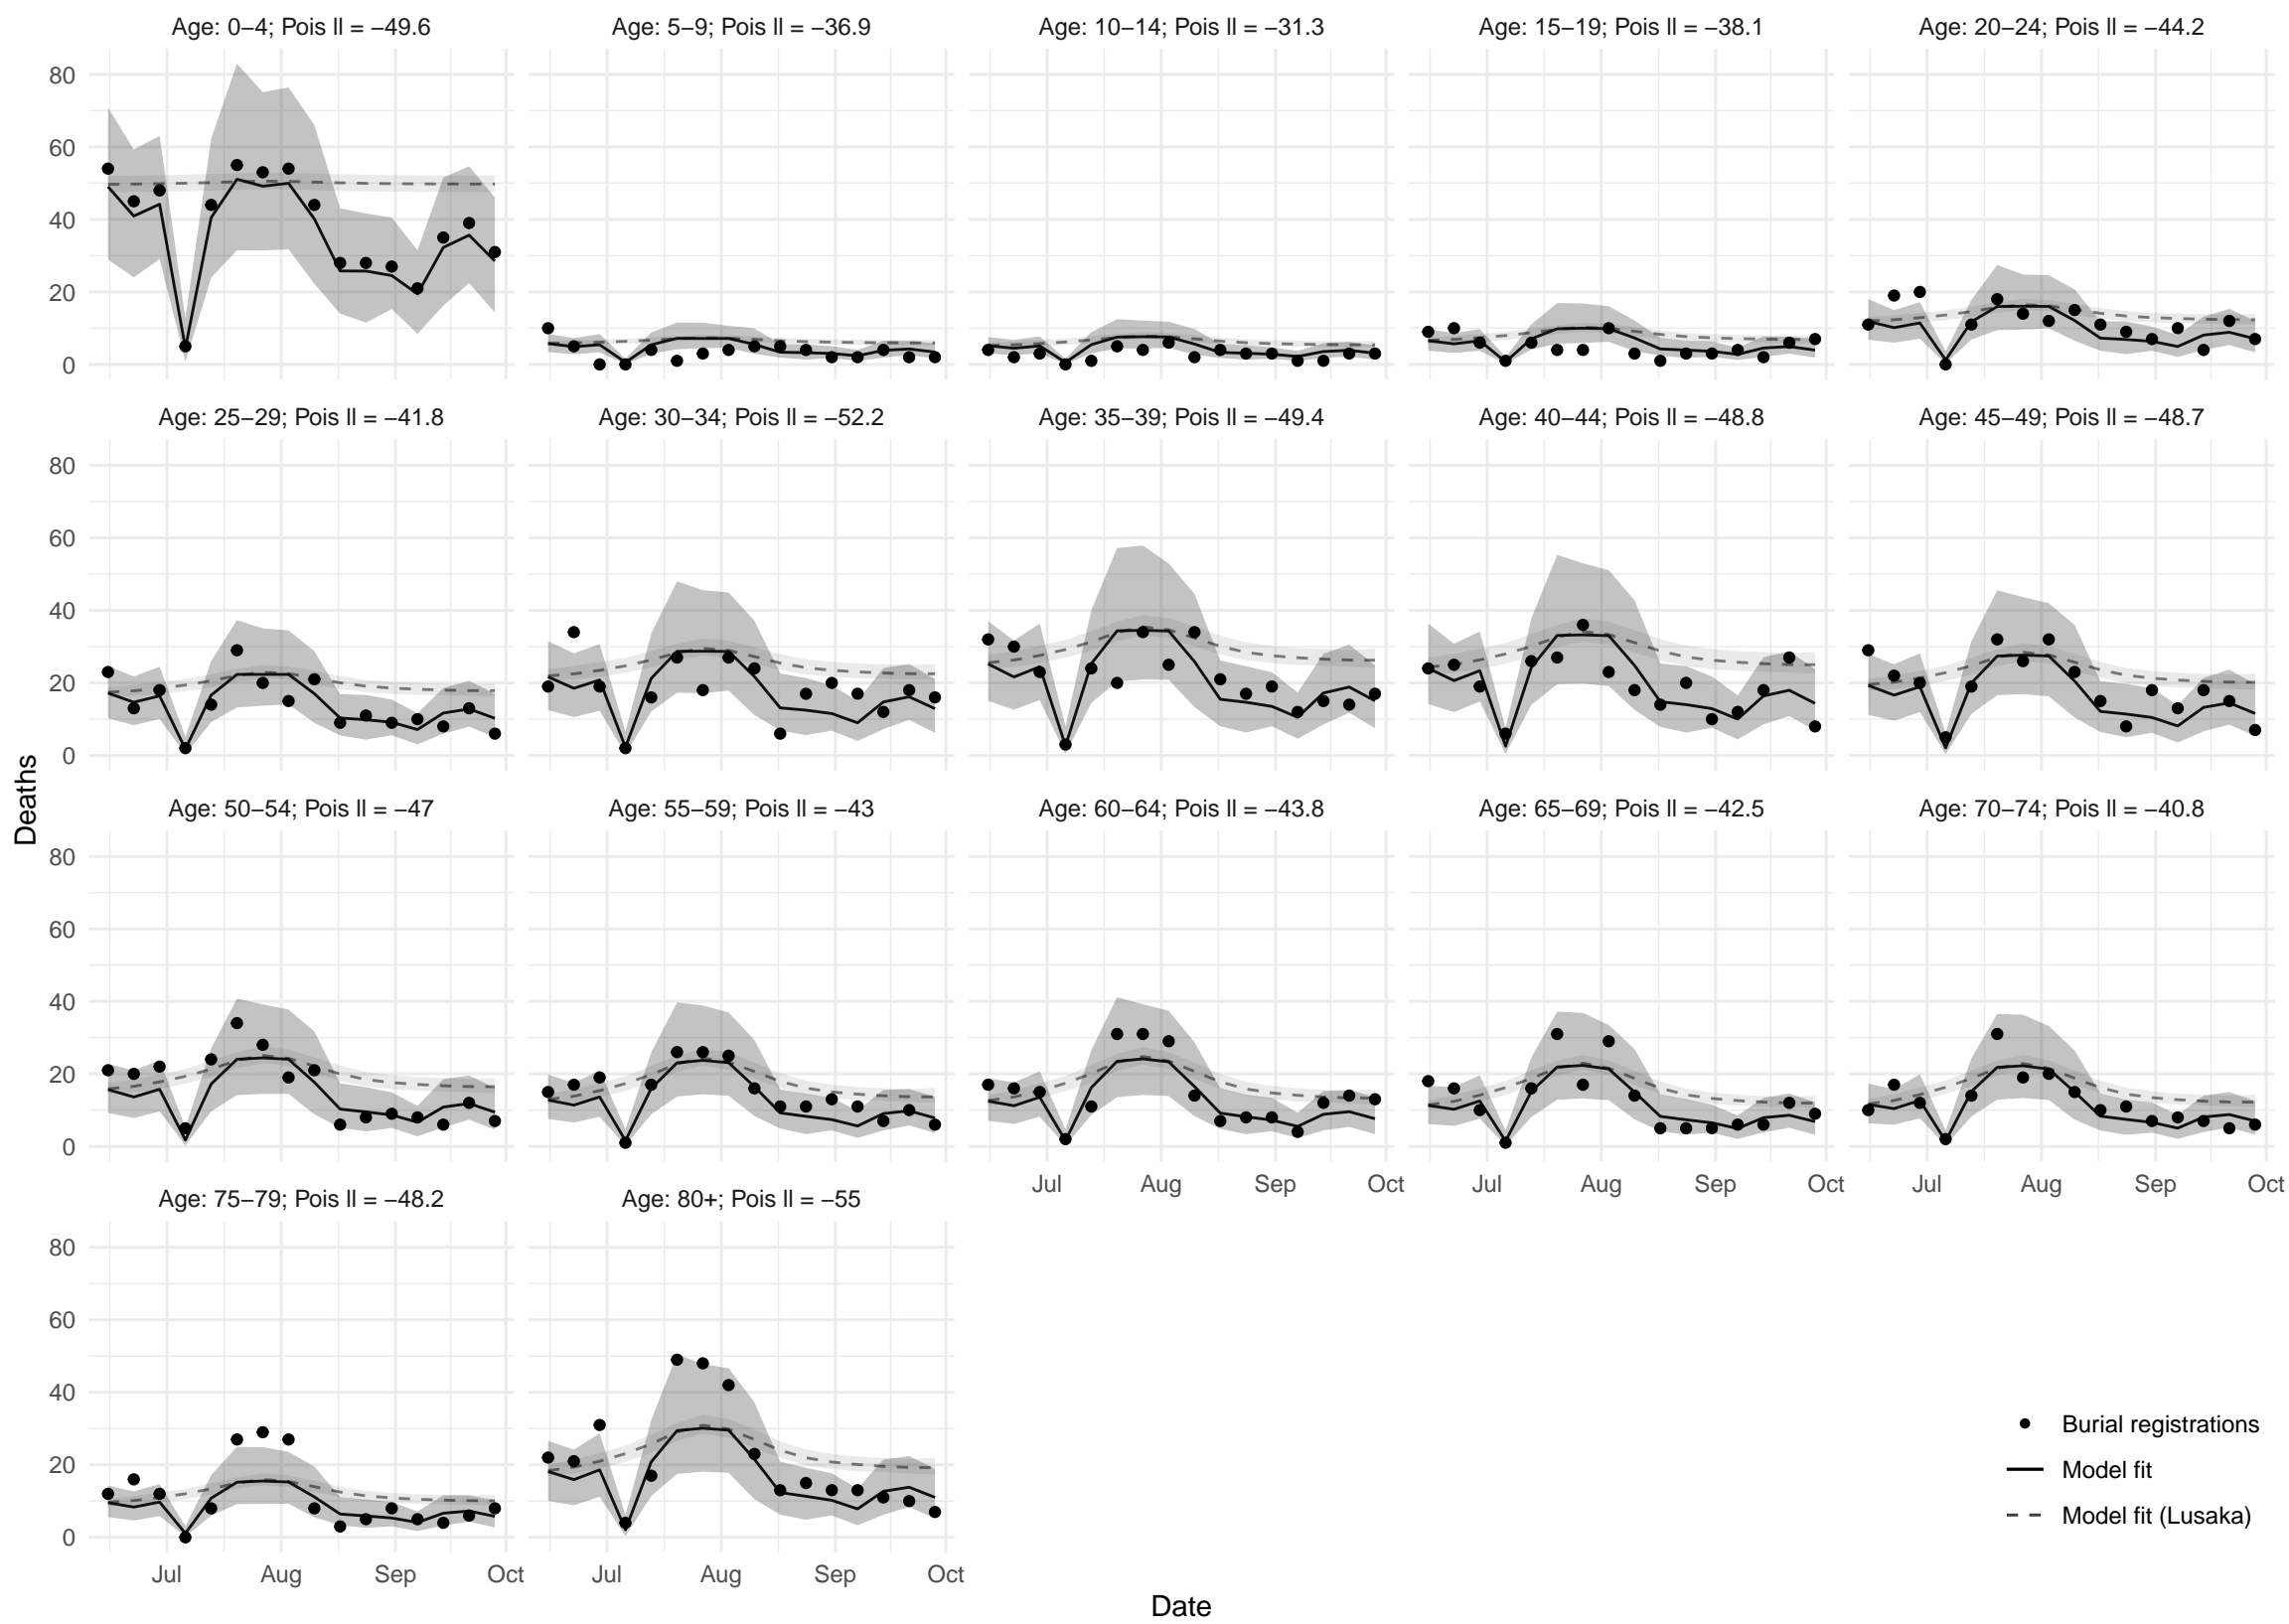 Age: 0−4; Pois ll = −49.6
Age: 5−9; Pois ll = −36.9
Age: 10−14; Pois ll = −31.3
Age: 15−19; Pois ll = −38.1
Age: 20−24; Pois ll = −44.2
80
60
40
20
0
Age: 25−29; Pois ll = −41.8
Age: 30−34; Pois ll = −52.2
Age: 35−39; Pois ll = −49.4
Age: 40−44; Pois ll = −48.8
Age: 45−49; Pois ll = −48.7
80
60
40
20
0
Deaths
Age: 50−54; Pois ll = −47
Age: 55−59; Pois ll = −43
Age: 60−64; Pois ll = −43.8
Age: 65−69; Pois ll = −42.5
Age: 70−74; Pois ll = −40.8
80
60
40
20
0
Jul Aug Sep Oct
Jul Aug Sep Oct
Jul Aug Sep Oct
Age: 75−79; Pois ll = −48.2
Age: 80+; Pois ll = −55
80
60
40
20
0
Jul Aug Sep Oct
Jul Aug Sep Oct
Burial registrations
Model fit
Model fit (Lusaka)
Date